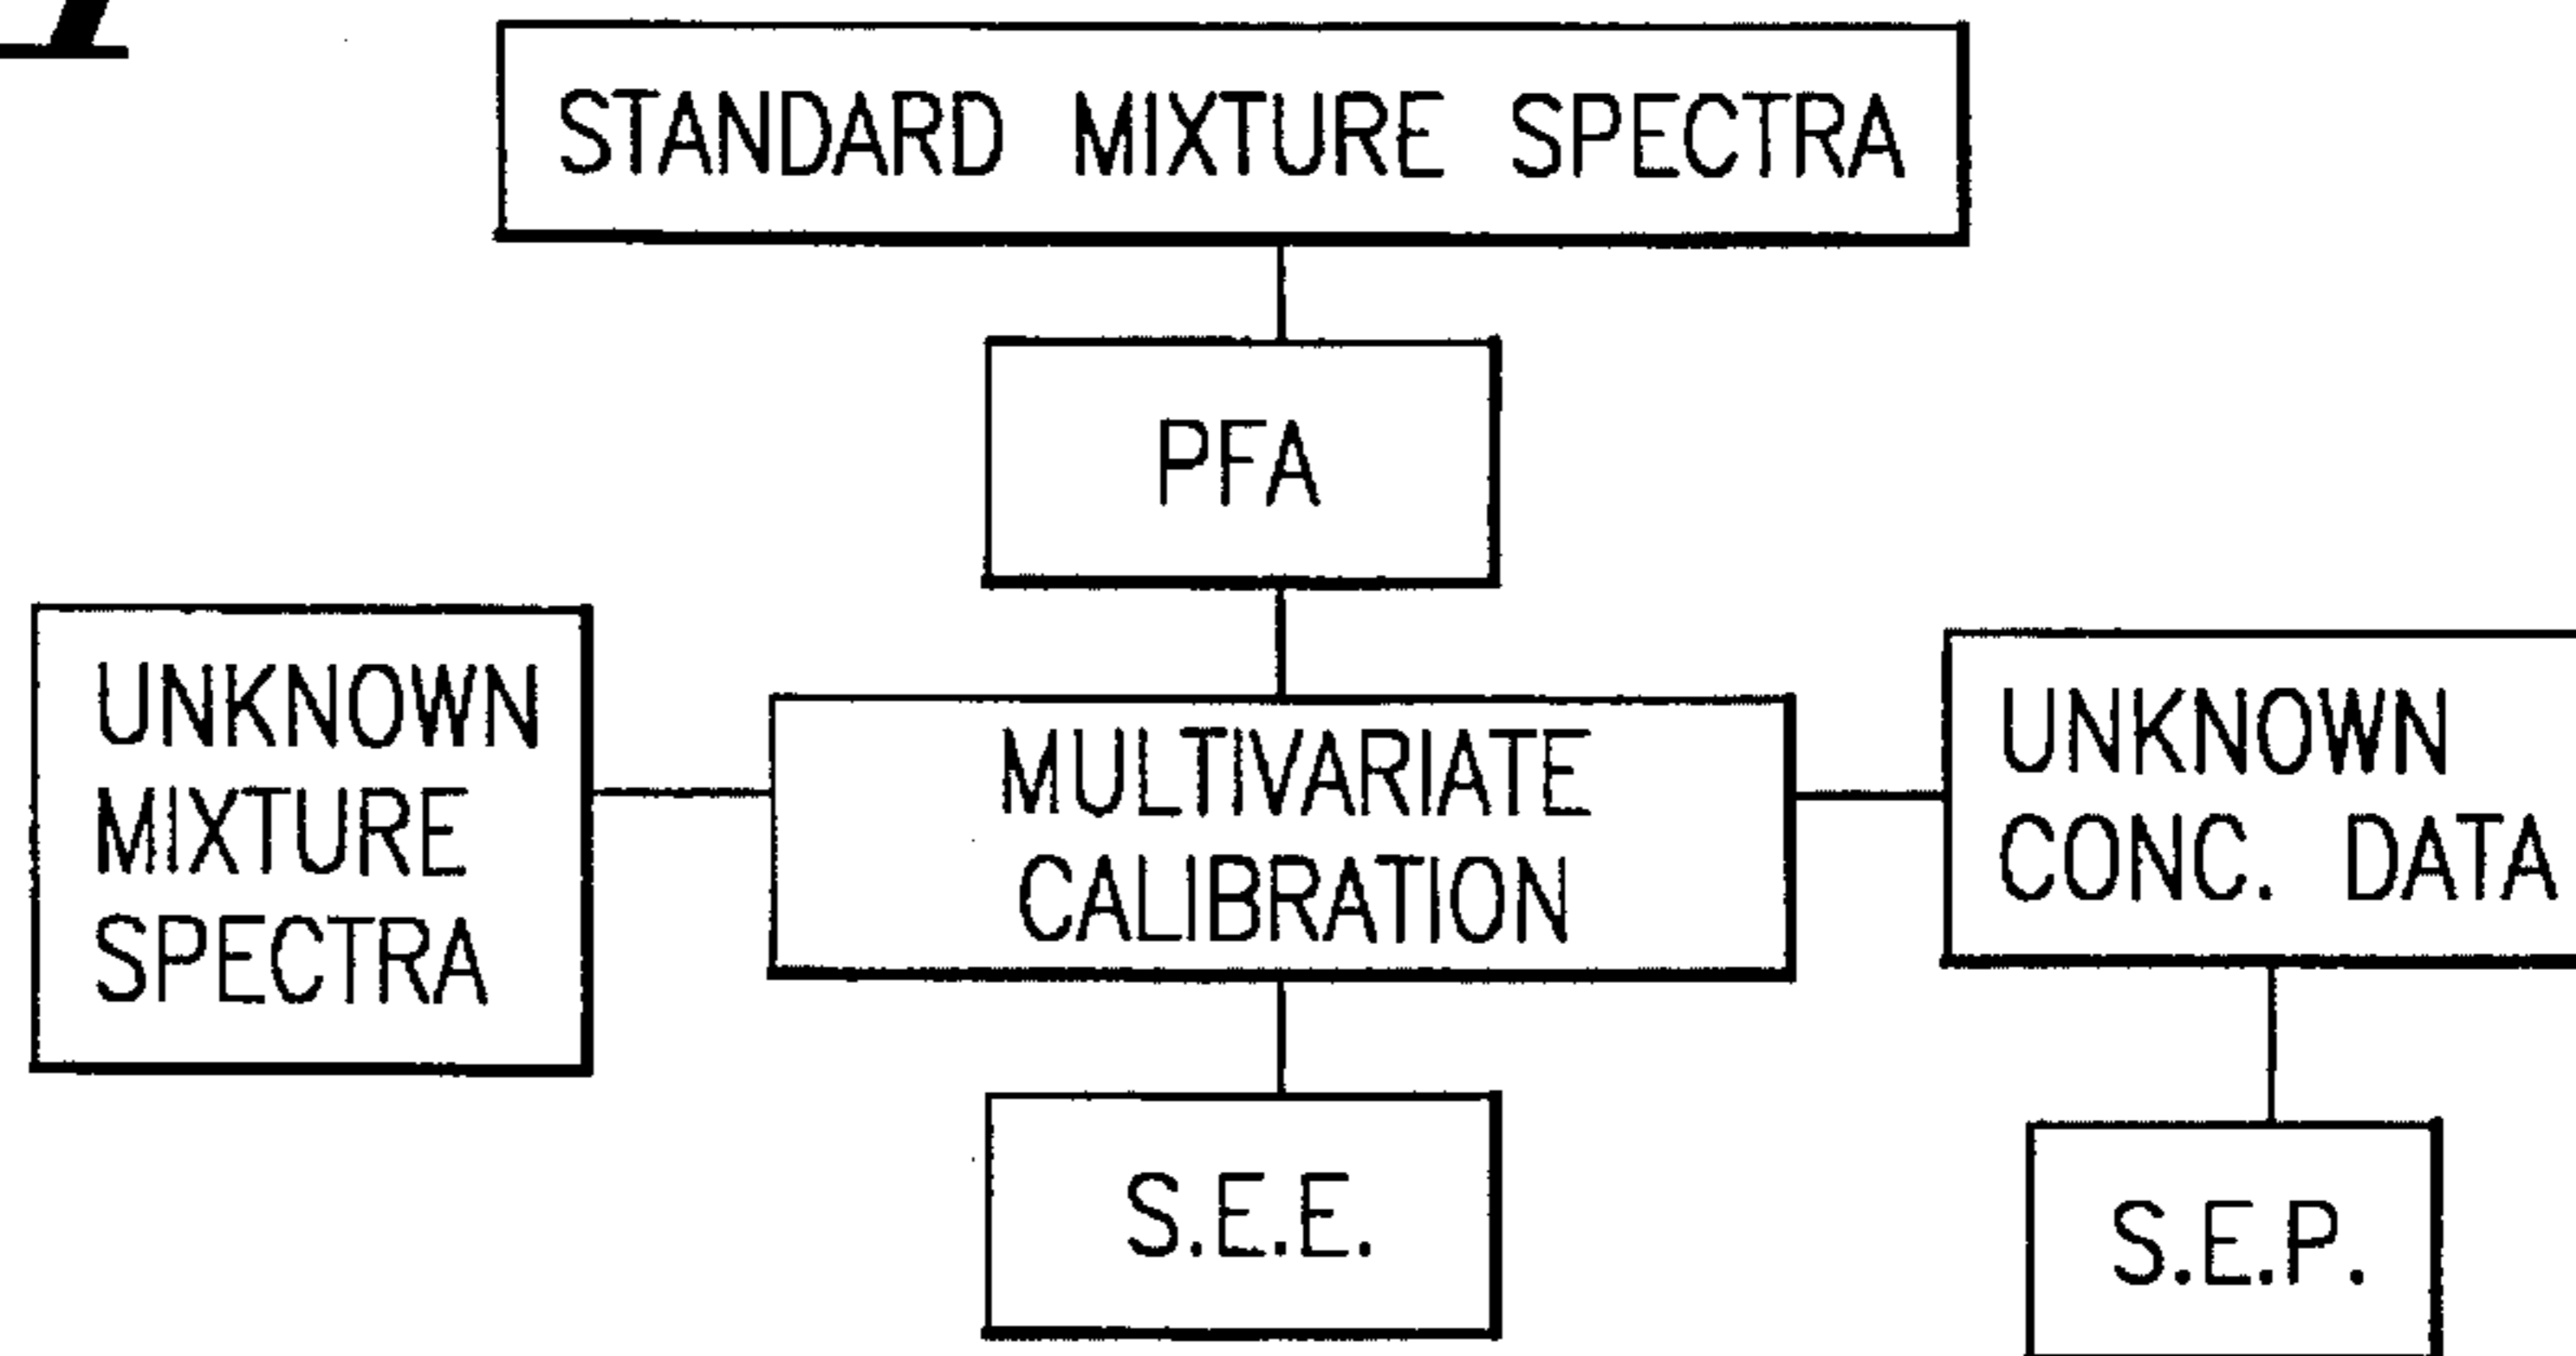 STANDARD MIXTURE SPECTRA
PFA
UNKNOWN
MIXTURE
SPECTRA
MULTIVARIATE
CALIBRATION
UNKNOWN
CONC. DATA
S.E.E.
S.E.P.